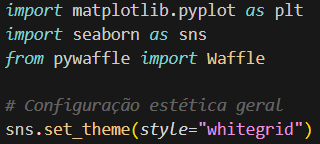 import matplotlib.pyplot as plt
import seaborn as sns
from pywaffle import Waffle

# Configuração estética geral
sns.set_theme(style="whitegrid")